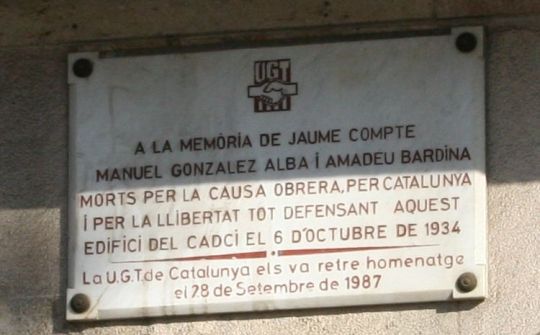 UGT
A LA MEMÒRIA DE JAUME COMPTE
MANUEL GONZALEZ ALBA I AMADEU BARDINA
MORTS PER LA CAUSA OBRERA, PER CATALUNYA
I PER LA LLIBERTAT TOT DEFENSANT AQUEST
EDIFICI DEL CADCI EL 6 D'OCTUBRE DE 1934
La U.G.T. de Catalunya els va retre homenatge
el 28 de Setembre de 1987